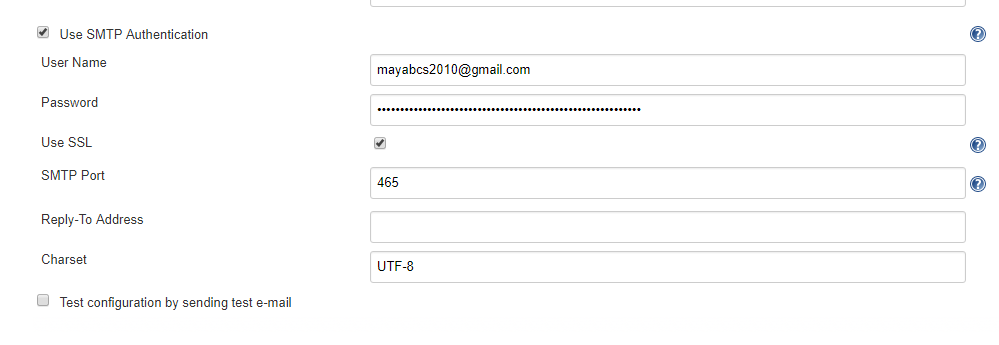 Use SMTP Authentication
User Name
mayabcs2010@gmail.com
Password
Use SSL
SMTP Port
465
Reply-To Address
Charset
UTF-8
Test configuration by sending test e-mail